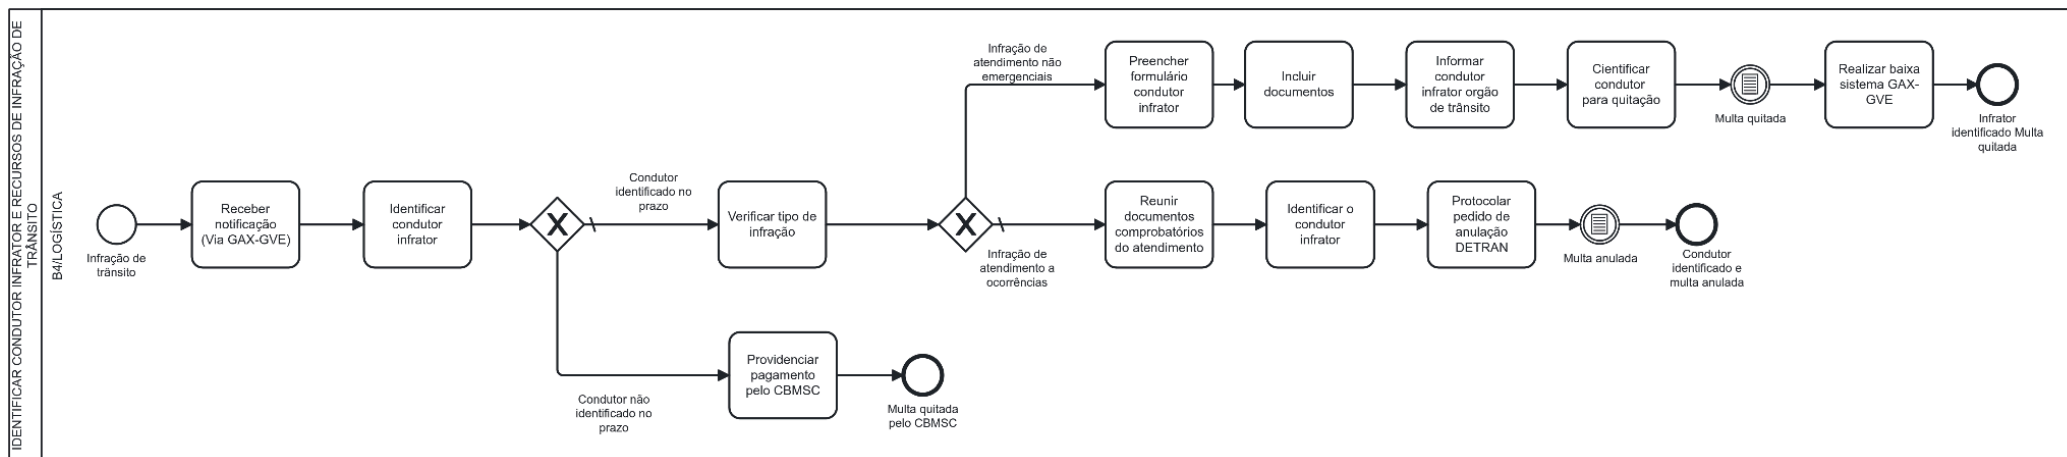 IDENTIFICAR CONDUTOR INFRATOR E RECURSOS DE INFRAÇÃO DE
TRÂNSITO
B4/LOGÍSTICA
Infração de
trânsito
Receber
notificação
(Via GAX-GVE)
Identificar
condutor
infrator
X
Condutor
identificado no
prazo
Condutor não
identificado no
prazo
Providenciar
pagamento
pelo CBMSC
Multa quitada
pelo CBMSC
Verificar tipo de
infração
X
Infração de
atendimento não
emergenciais
Preencher
formulário
condutor
infrator
Incluir
documentos
Informar
condutor
infrator orgão
de trânsito
Cientificar
condutor
para quitação
Multa quitada
Realizar baixa
sistema GAX-
GVE
Infrator
identificado Multa
quitada
Infração de
atendimento a
ocorrências
Reunir
documentos
comprobatórios
do atendimento
Identificar o
condutor
infrator
Protocolar
pedido de
anulação
DETRAN
Multa anulada
Condutor
identificado e
multa anulada